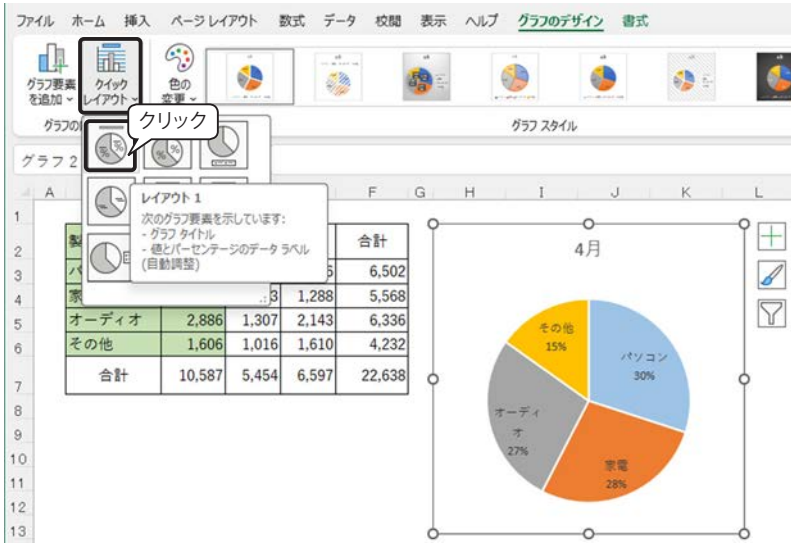 ファイル ホーム 挿入 ページ レイアウト 数式 データ 校閲 表示 ヘルプ グラフのデザイン 書式
グラフ要素
を追加
クイック
レイアウト
色の
変更
クリック
グラフの
グラフ スタイル
グラフ 2
レイアウト 1
次のグラフ要素を示しています:
- グラフ タイトル
- 値とパーセンテージのデータ ラベル
(自動調整)
A F G H I J K L
1
2 製 合計
3 パ 6,502
4 家 3 1,288 5,568
5 オーディオ 2,886 1,307 2,143 6,336
6 その他 1,606 1,016 1,610 4,232
7 合計 10,587 5,454 6,597 22,638
8
9
10
11
12
13
4月
その他
15%
パソコン
30%
オーディ
オ
27%
家電
28%